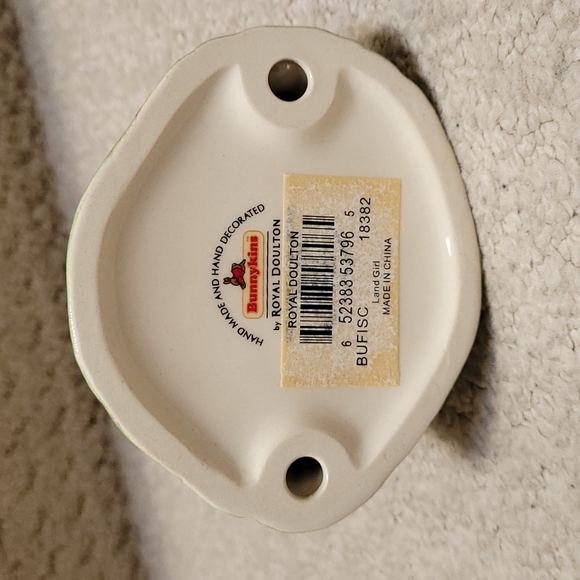 HAND MADE AND HAND DECORATED
Bunnykins
by ROYAL DOULTON
ROYAL DOULTON
6 52383 53796 5
BUFISC 18382
Land Girl
MADE IN CHINA